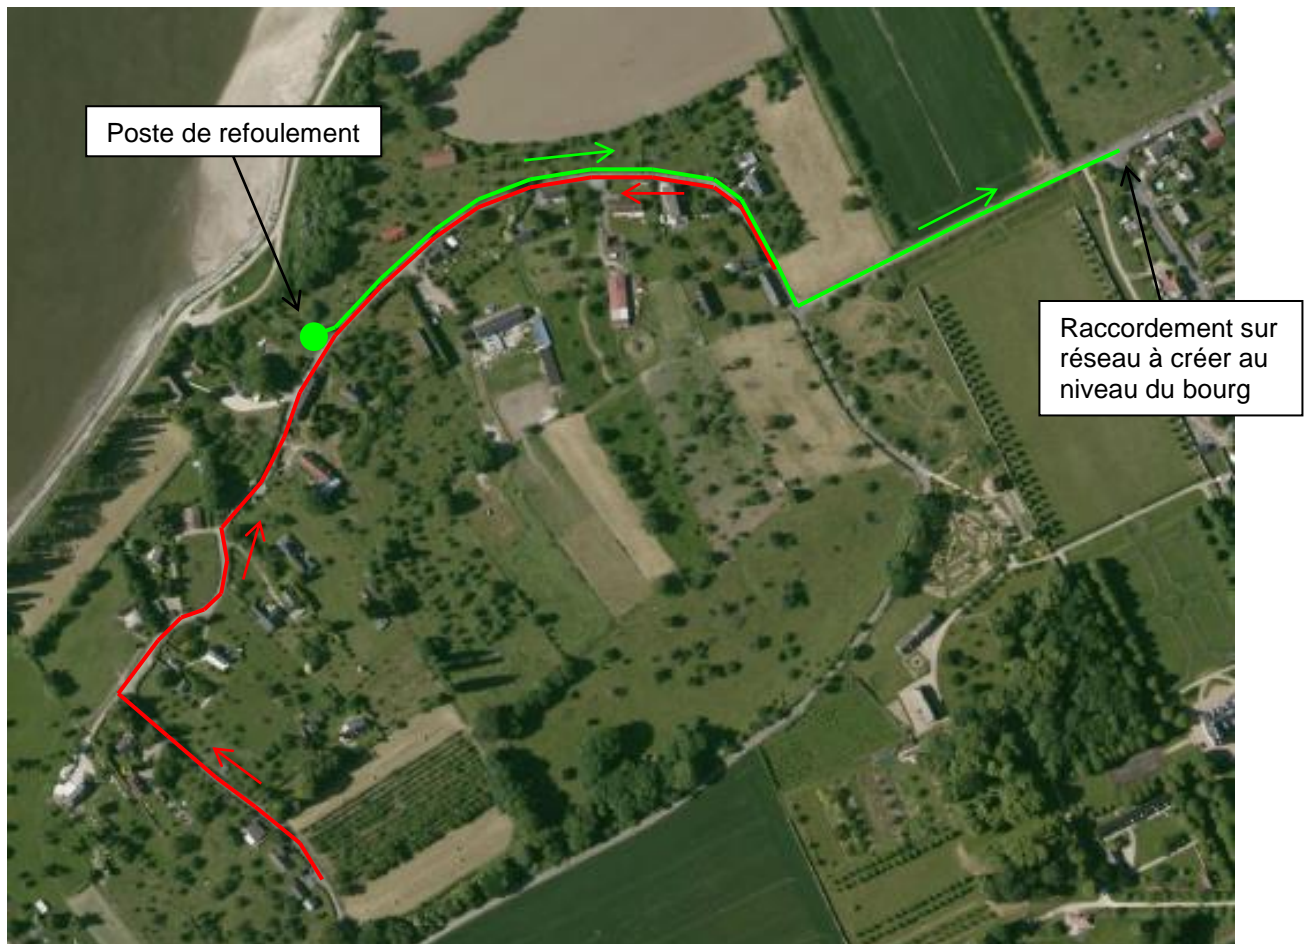 Poste de refoulement
Raccordement sur
réseau à créer au
niveau du bourg